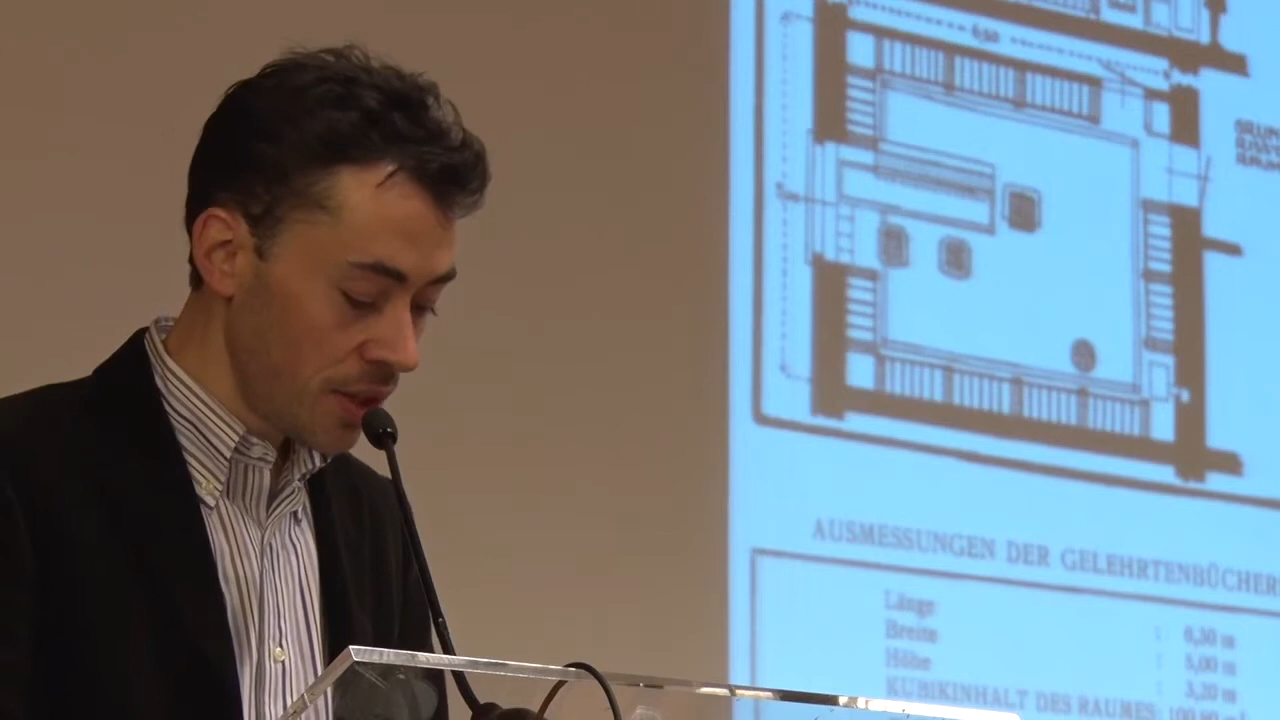 6,50
AUSMESSUNGEN DER GELEHRTENBÜCHER
Länge : 6,30 m
Breite : 5,00 m
Höhe : 3,20 m
KUBIKINHALT DES RAUMES: